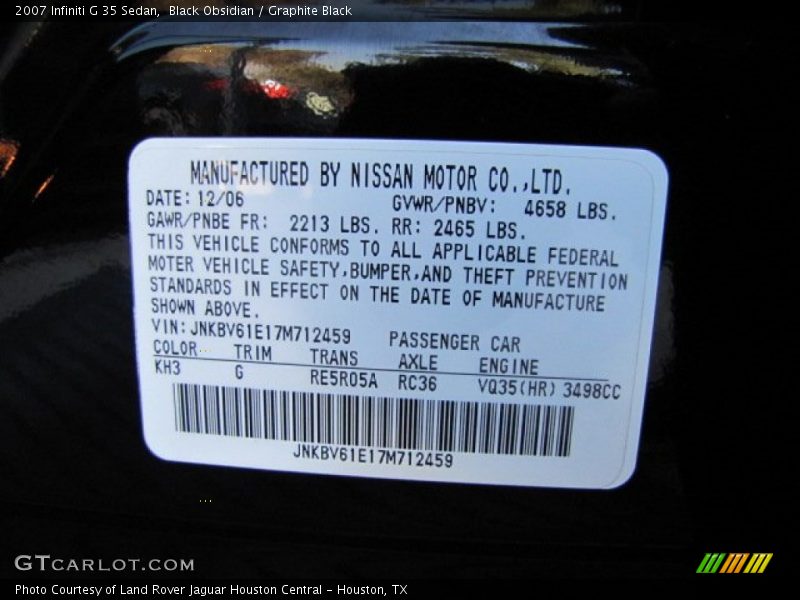 2007 Infiniti G 35 Sedan, Black Obsidian / Graphite Black
MANUFACTURED BY NISSAN MOTOR CO.,LTD.
DATE: 12/06 GVWR/PNBV: 4658 LBS.
GAWR/PNBE FR: 2213 LBS. RR: 2465 LBS.
THIS VEHICLE CONFORMS TO ALL APPLICABLE FEDERAL
MOTER VEHICLE SAFETY,BUMPER,AND THEFT PREVENTION
STANDARDS IN EFFECT ON THE DATE OF MANUFACTURE
SHOWN ABOVE.
VIN: JNKBV61E17M712459 PASSENGER CAR
COLOR TRIM TRANS AXLE ENGINE
KH3 G RE5R05A RC36 VQ35(HR) 3498CC
JNKBV61E17M712459
GTCARLOT.COM
Photo Courtesy of Land Rover Jaguar Houston Central - Houston, TX